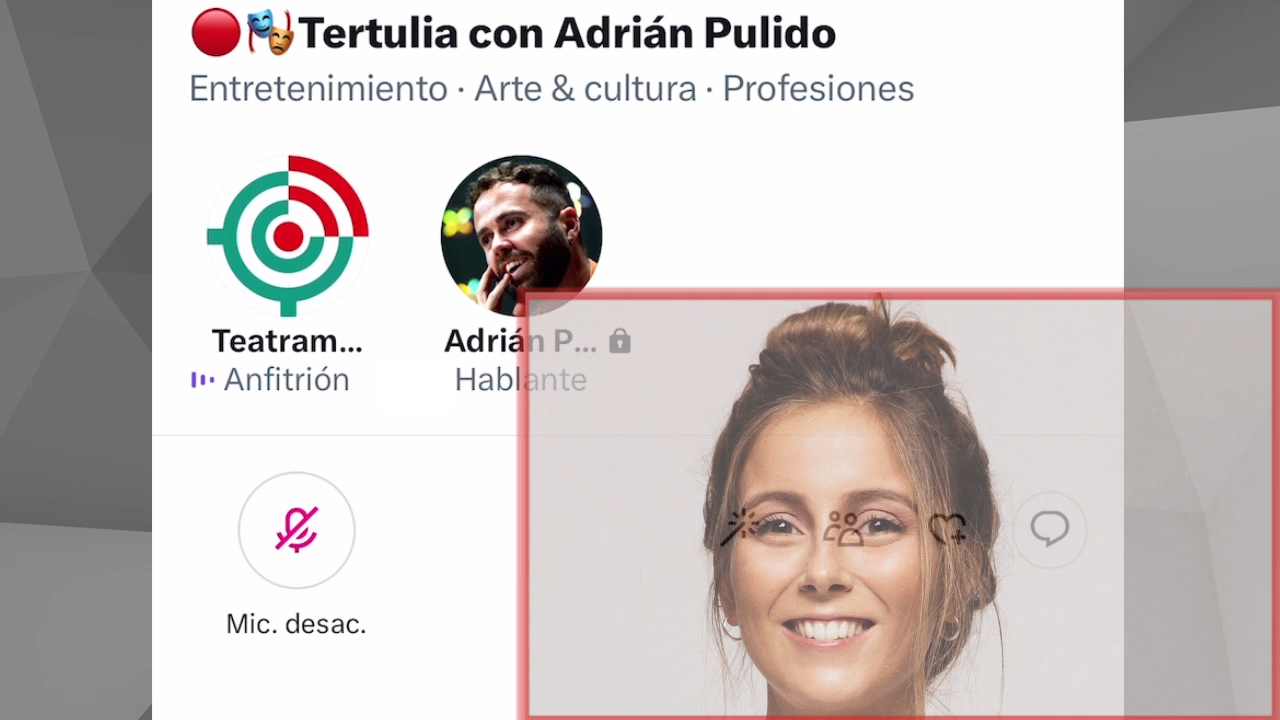 Tertulia con Adrián Pulido
Entretenimiento · Arte & cultura · Profesiones
Teatram...
Adrián P...
Anfitrión
Hablante
Mic. desac.